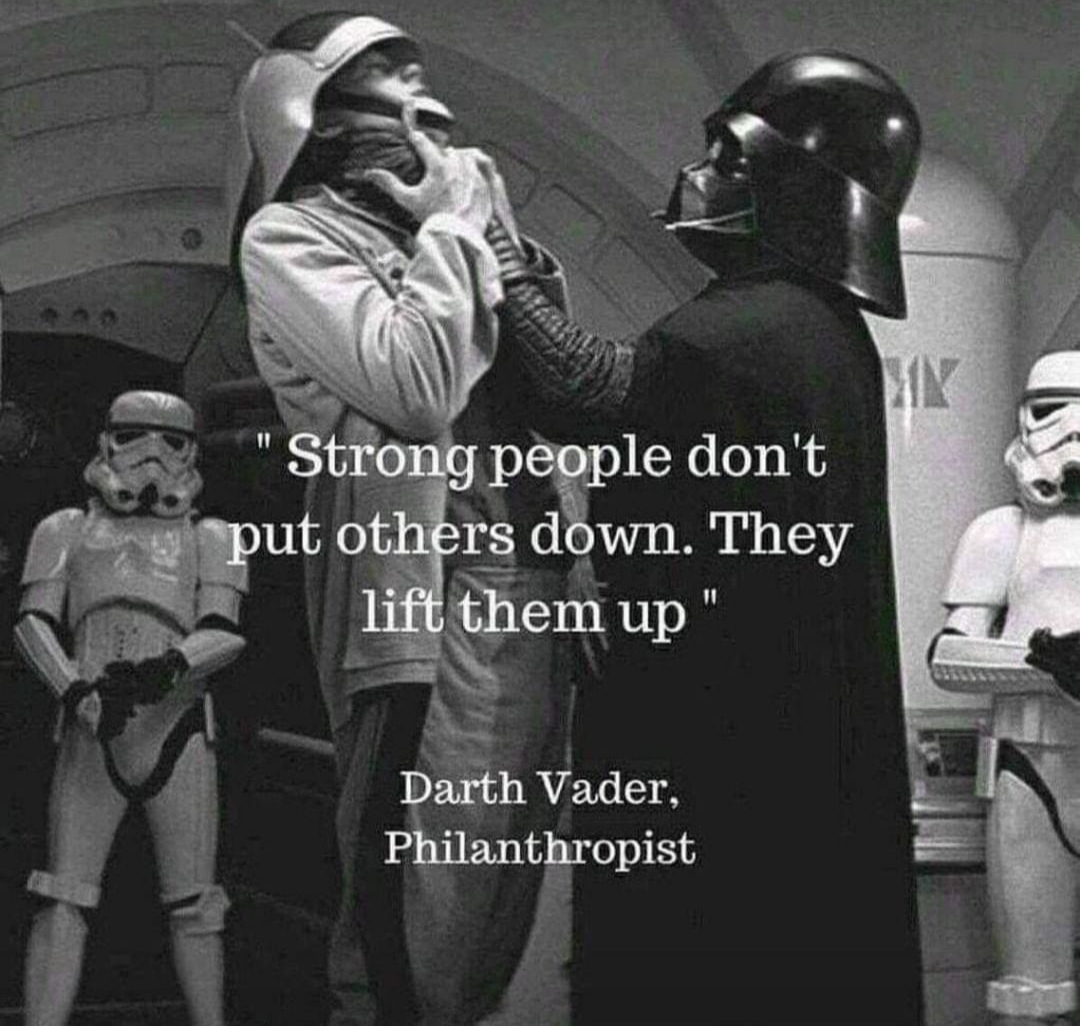 " Strong people don't
put others down. They
lift them up "
Darth Vader,
Philanthropist